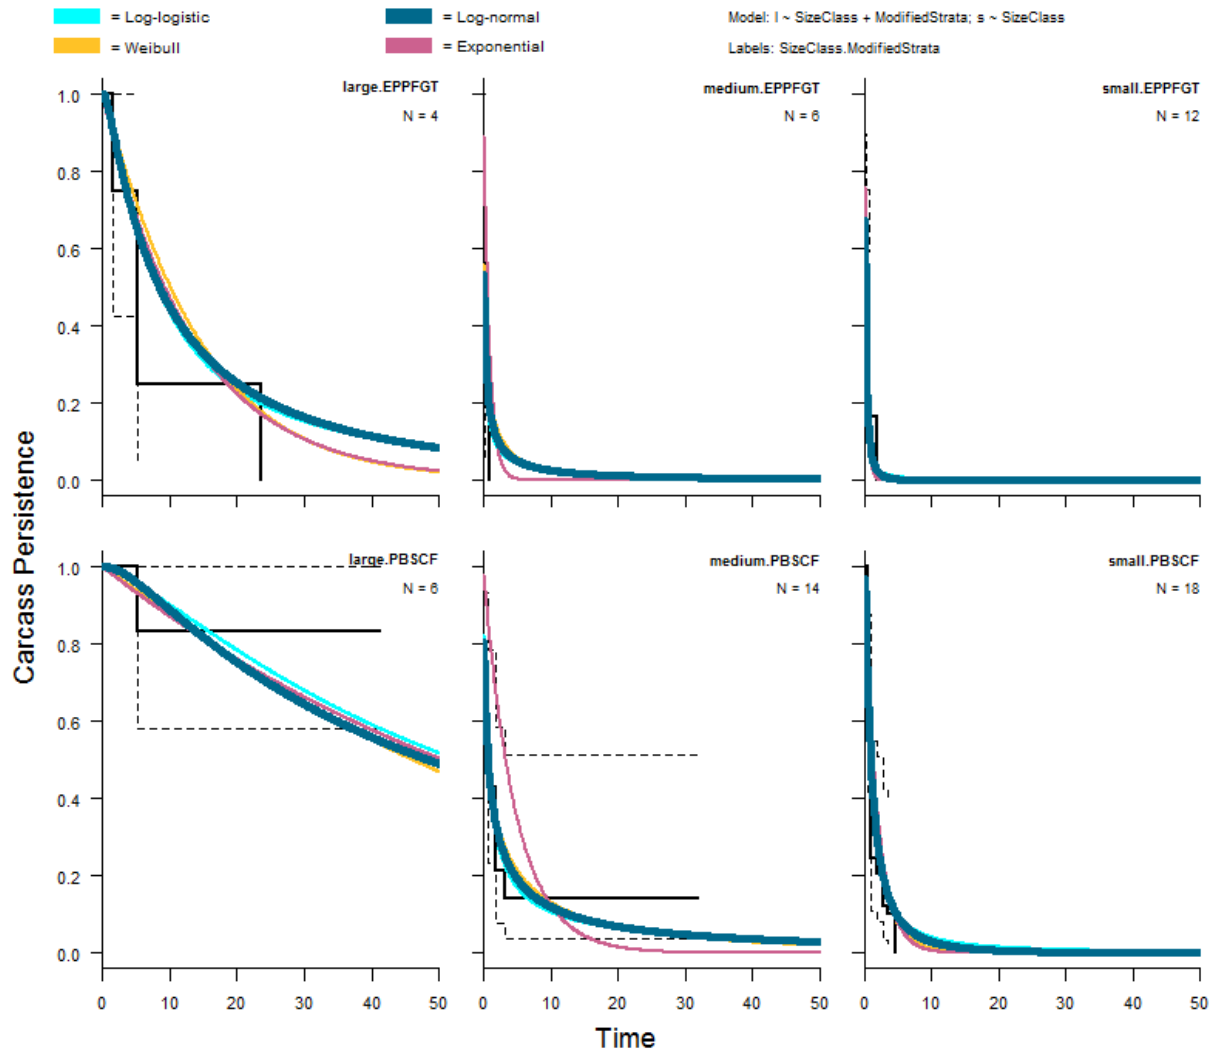 = Log-logistic = Log-normal Model: l ~ SizeClass + ModifiedStrata; s ~ SizeClass
= Weibull = Exponential Labels: SizeClass.ModifiedStrata
large.EPPFGT medium.EPPFGT small.EPPFGT
N = 4 N = 6 N = 12
1.0
0.8
0.6
0.4
0.2
0.0
large.PBSCF medium.PBSCF small.PBSCF
N = 6 N = 14 N = 18
1.0
0.8
0.6
0.4
0.2
0.0
0 10 20 30 40 50 0 10 20 30 40 50 0 10 20 30 40 50
Carcass Persistence
Time